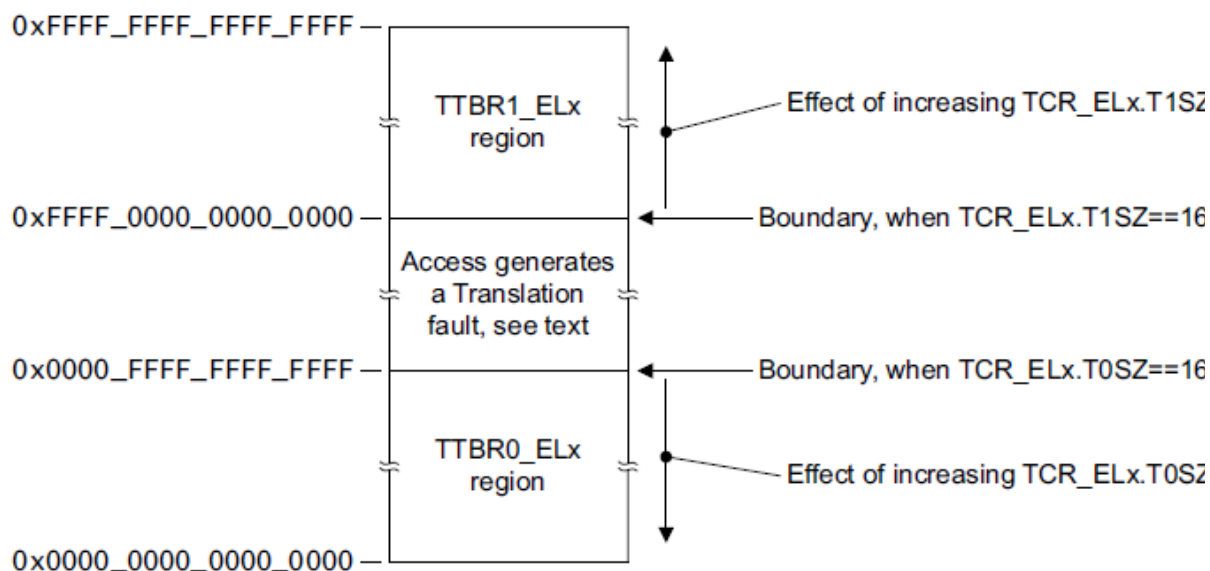 0xFFFF_FFFF_FFFF_FFFF
TTBR1_ELx
region
Effect of increasing TCR_ELx.T1SZ
0xFFFF_0000_0000_0000
Boundary, when TCR_ELx.T1SZ==16
Access generates
a Translation
fault, see text
0x0000_FFFF_FFFF_FFFF
Boundary, when TCR_ELx.T0SZ==16
TTBR0_ELx
region
Effect of increasing TCR_ELx.T0SZ
0x0000_0000_0000_0000